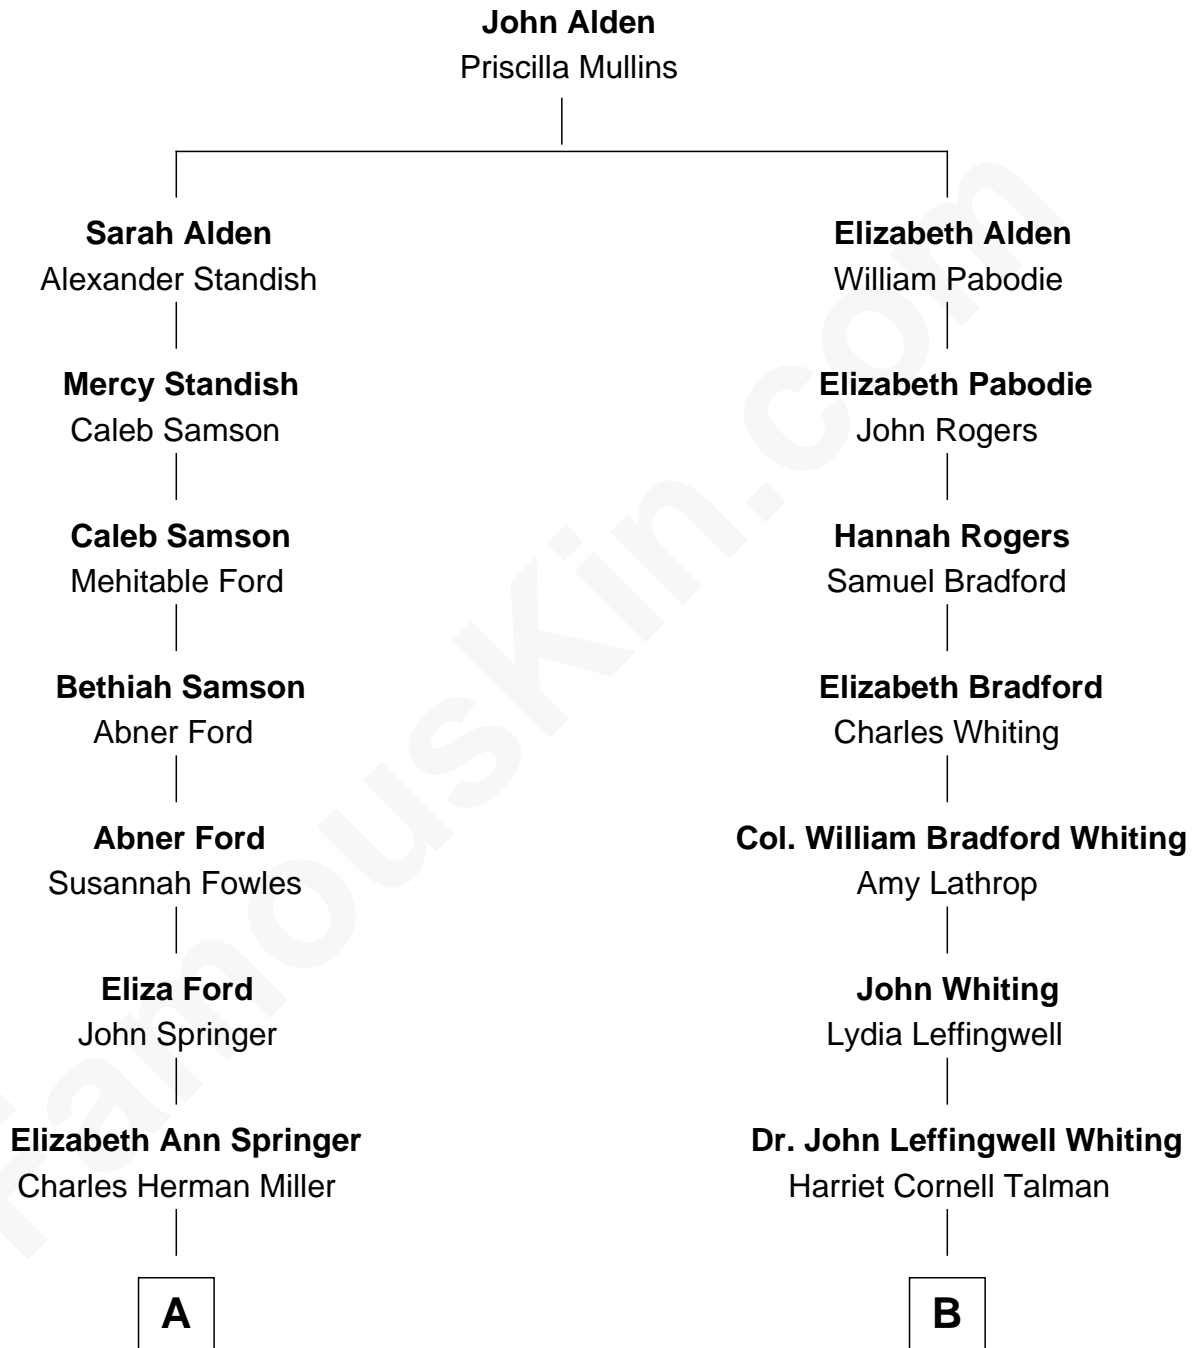 John Alden
Priscilla Mullins
Sarah Alden
Alexander Standish
Elizabeth Alden
William Pabodie
Mercy Standish
Caleb Samson
Elizabeth Pabodie
John Rogers
Caleb Samson
Mehitable Ford
Hannah Rogers
Samuel Bradford
Bethiah Samson
Abner Ford
Elizabeth Bradford
Charles Whiting
Abner Ford
Susannah Fowles
Col. William Bradford Whiting
Amy Lathrop
Eliza Ford
John Springer
John Whiting
Lydia Leffingwell
Elizabeth Ann Springer
Charles Herman Miller
Dr. John Leffingwell Whiting
Harriet Cornell Talman
A
B
FamousKin.com